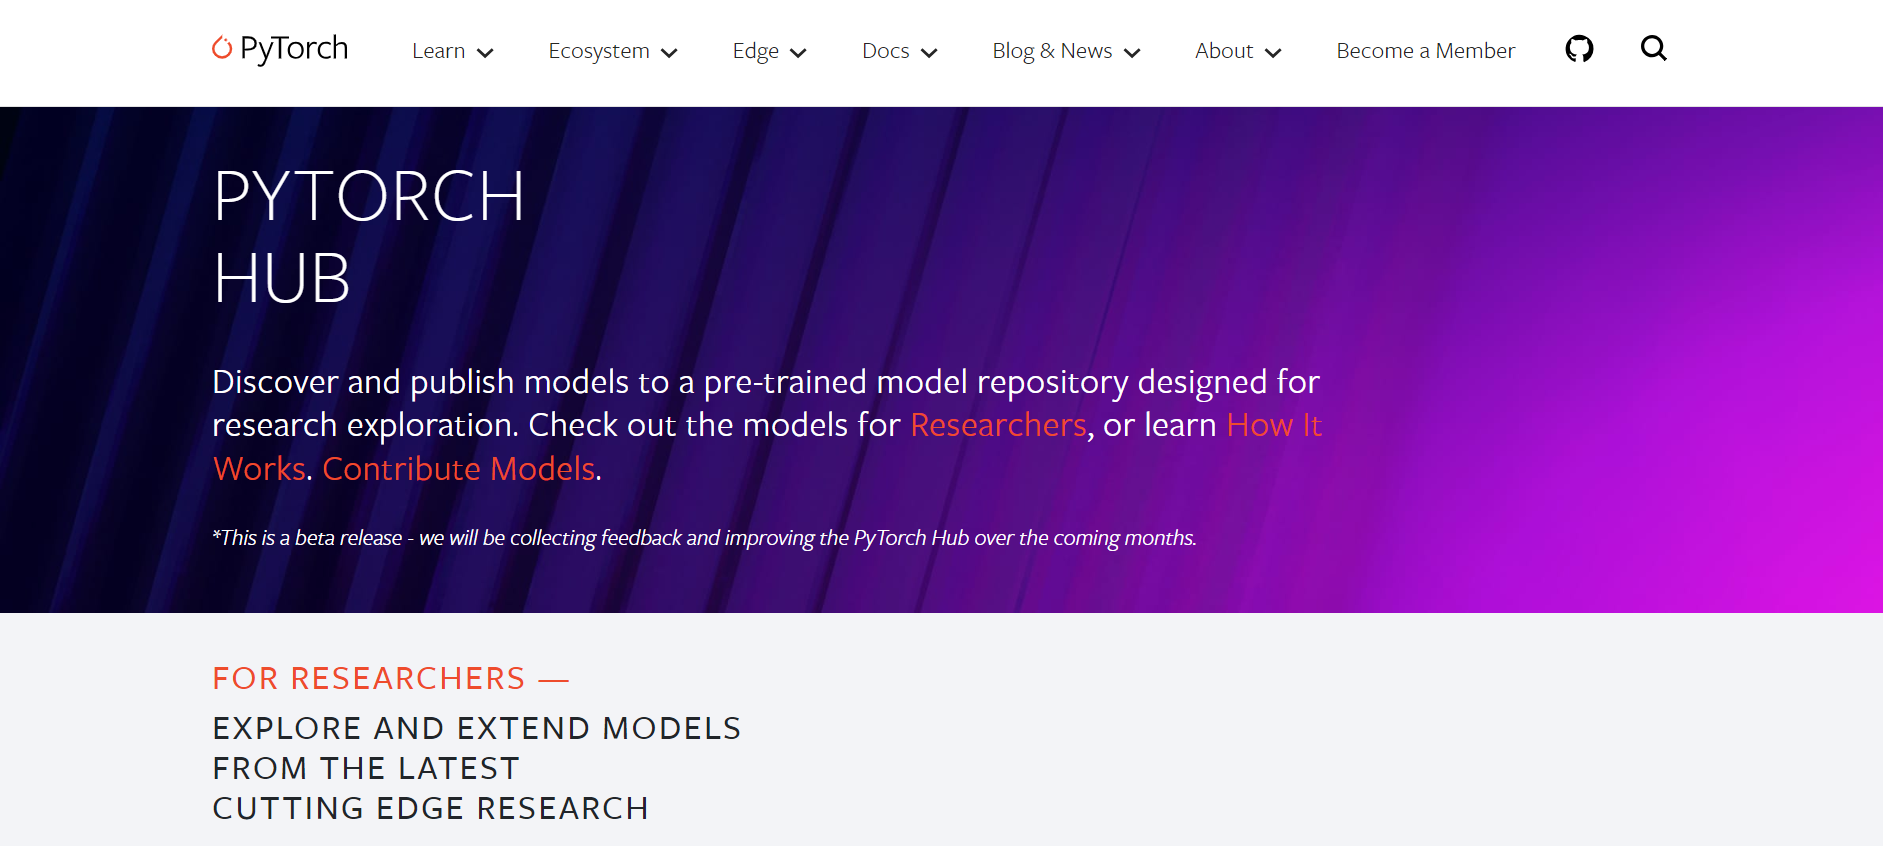 PyTorch
Learn
Ecosystem
Edge
Docs
Blog & News
About
Become a Member
PYTORCH
HUB
Discover and publish models to a pre-trained model repository designed for
research exploration. Check out the models for Researchers, or learn How It
Works. Contribute Models.
*This is a beta release - we will be collecting feedback and improving the PyTorch Hub over the coming months.
FOR RESEARCHERS —
EXPLORE AND EXTEND MODELS
FROM THE LATEST
CUTTING EDGE RESEARCH